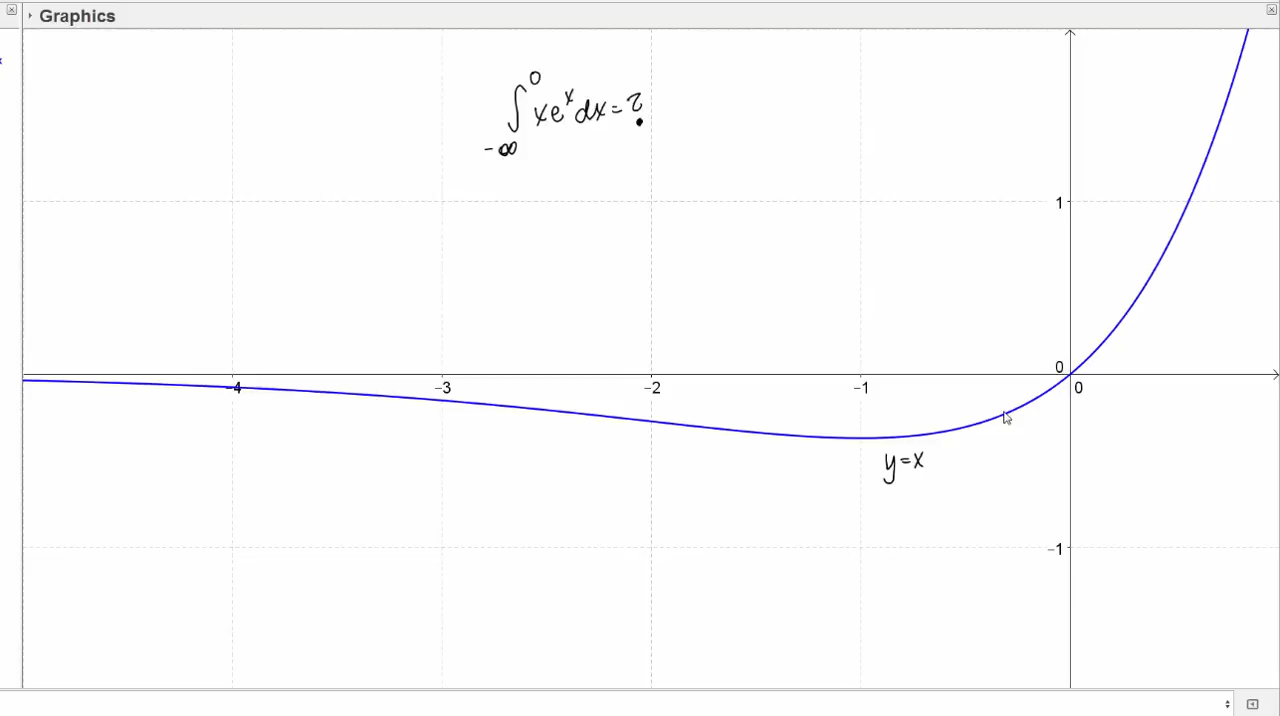 Graphics
∫_{-∞}^{0} xe^x dx = ?
1
0
−4 −3 −2 −1 0
y=x
−1